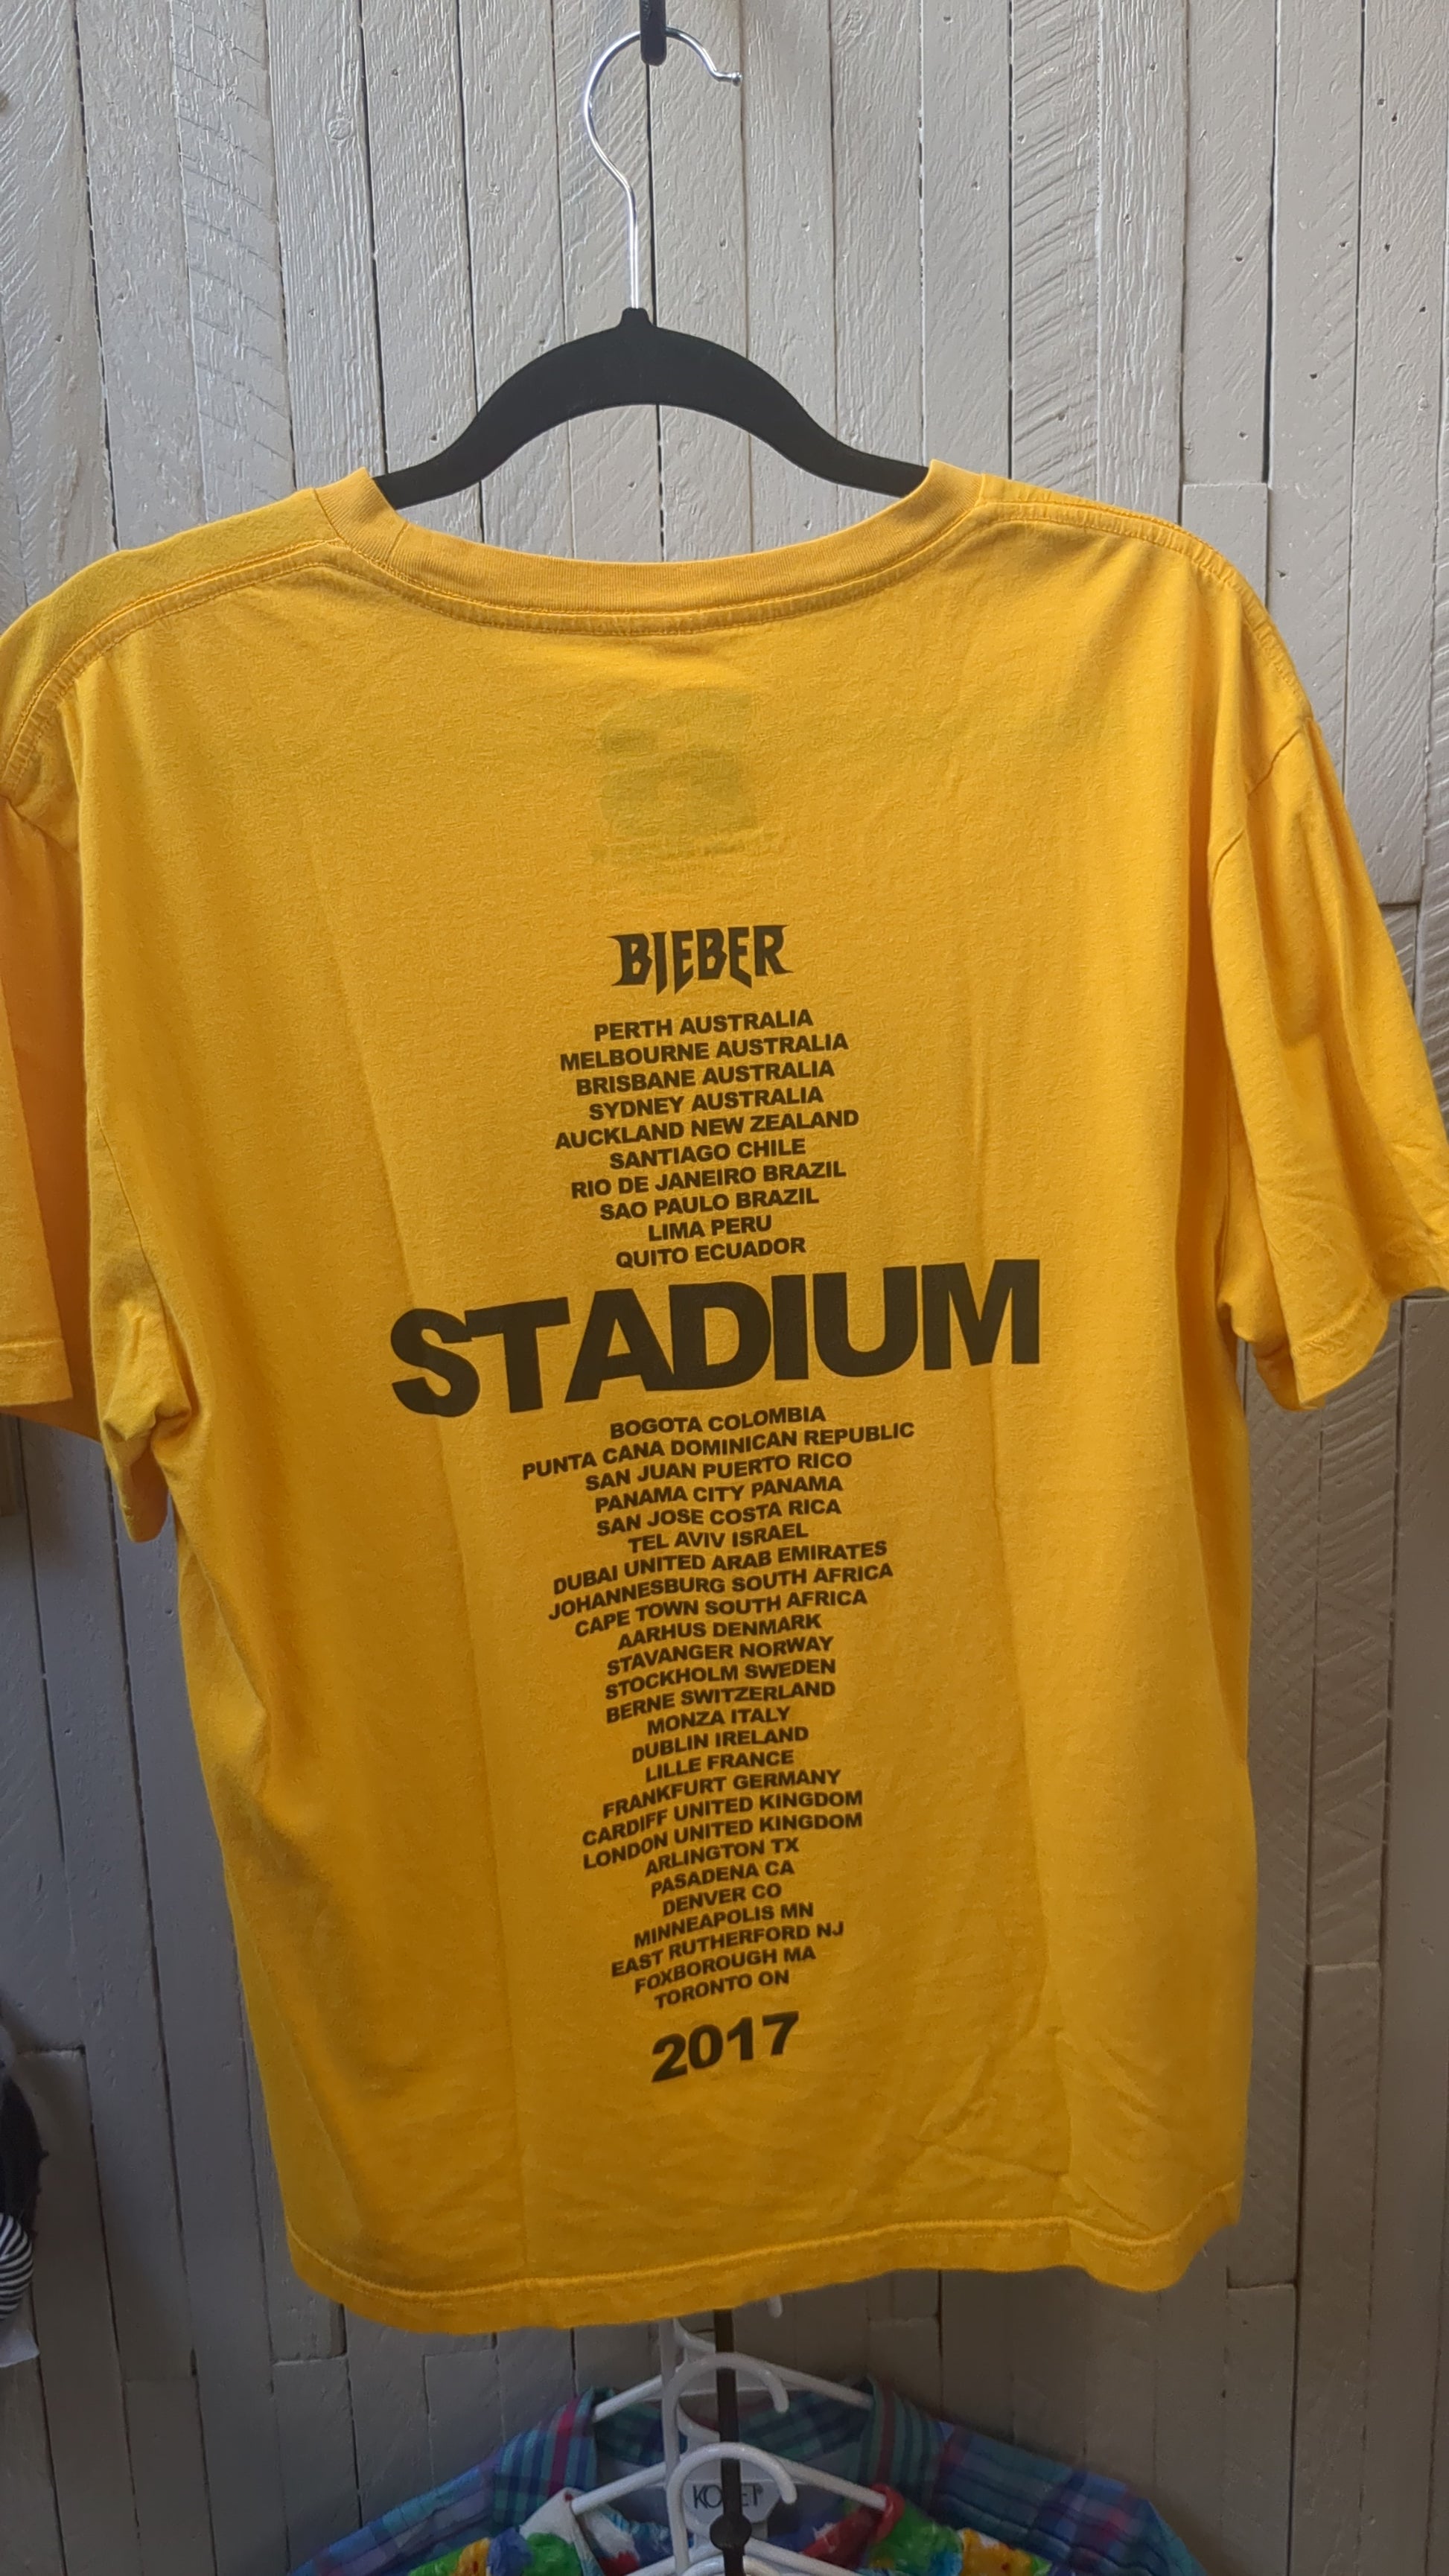 BIEBER
PERTH AUSTRALIA
MELBOURNE AUSTRALIA
BRISBANE AUSTRALIA
SYDNEY AUSTRALIA
AUCKLAND NEW ZEALAND
SANTIAGO CHILE
RIO DE JANEIRO BRAZIL
SAO PAULO BRAZIL
LIMA PERU
QUITO ECUADOR
STADIUM
BOGOTA COLOMBIA
PUNTA CANA DOMINICAN REPUBLIC
SAN JUAN PUERTO RICO
PANAMA CITY PANAMA
SAN JOSE COSTA RICA
TEL AVIV ISRAEL
DUBAI UNITED ARAB EMIRATES
JOHANNESBURG SOUTH AFRICA
CAPE TOWN SOUTH AFRICA
AARHUS DENMARK
STAVANGER NORWAY
STOCKHOLM SWEDEN
BERNE SWITZERLAND
MONZA ITALY
DUBLIN IRELAND
LILLE FRANCE
FRANKFURT GERMANY
CARDIFF UNITED KINGDOM
LONDON UNITED KINGDOM
ARLINGTON TX
PASADENA CA
DENVER CO
MINNEAPOLIS MN
EAST RUTHERFORD NJ
FOXBOROUGH MA
TORONTO ON
2017